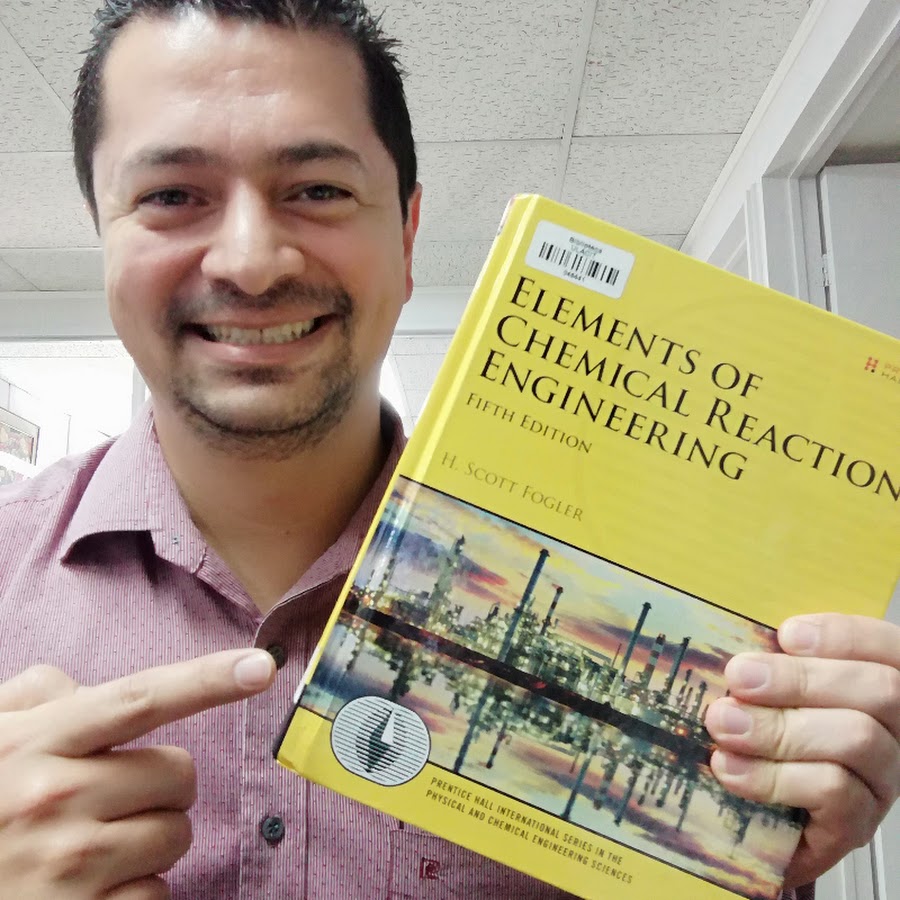 ELEMENTS OF
CHEMICAL REACTION
ENGINEERING
FIFTH EDITION
H. SCOTT FOGLER
PRENTICE HALL INTERNATIONAL SERIES IN THE
PHYSICAL AND CHEMICAL ENGINEERING SCIENCES